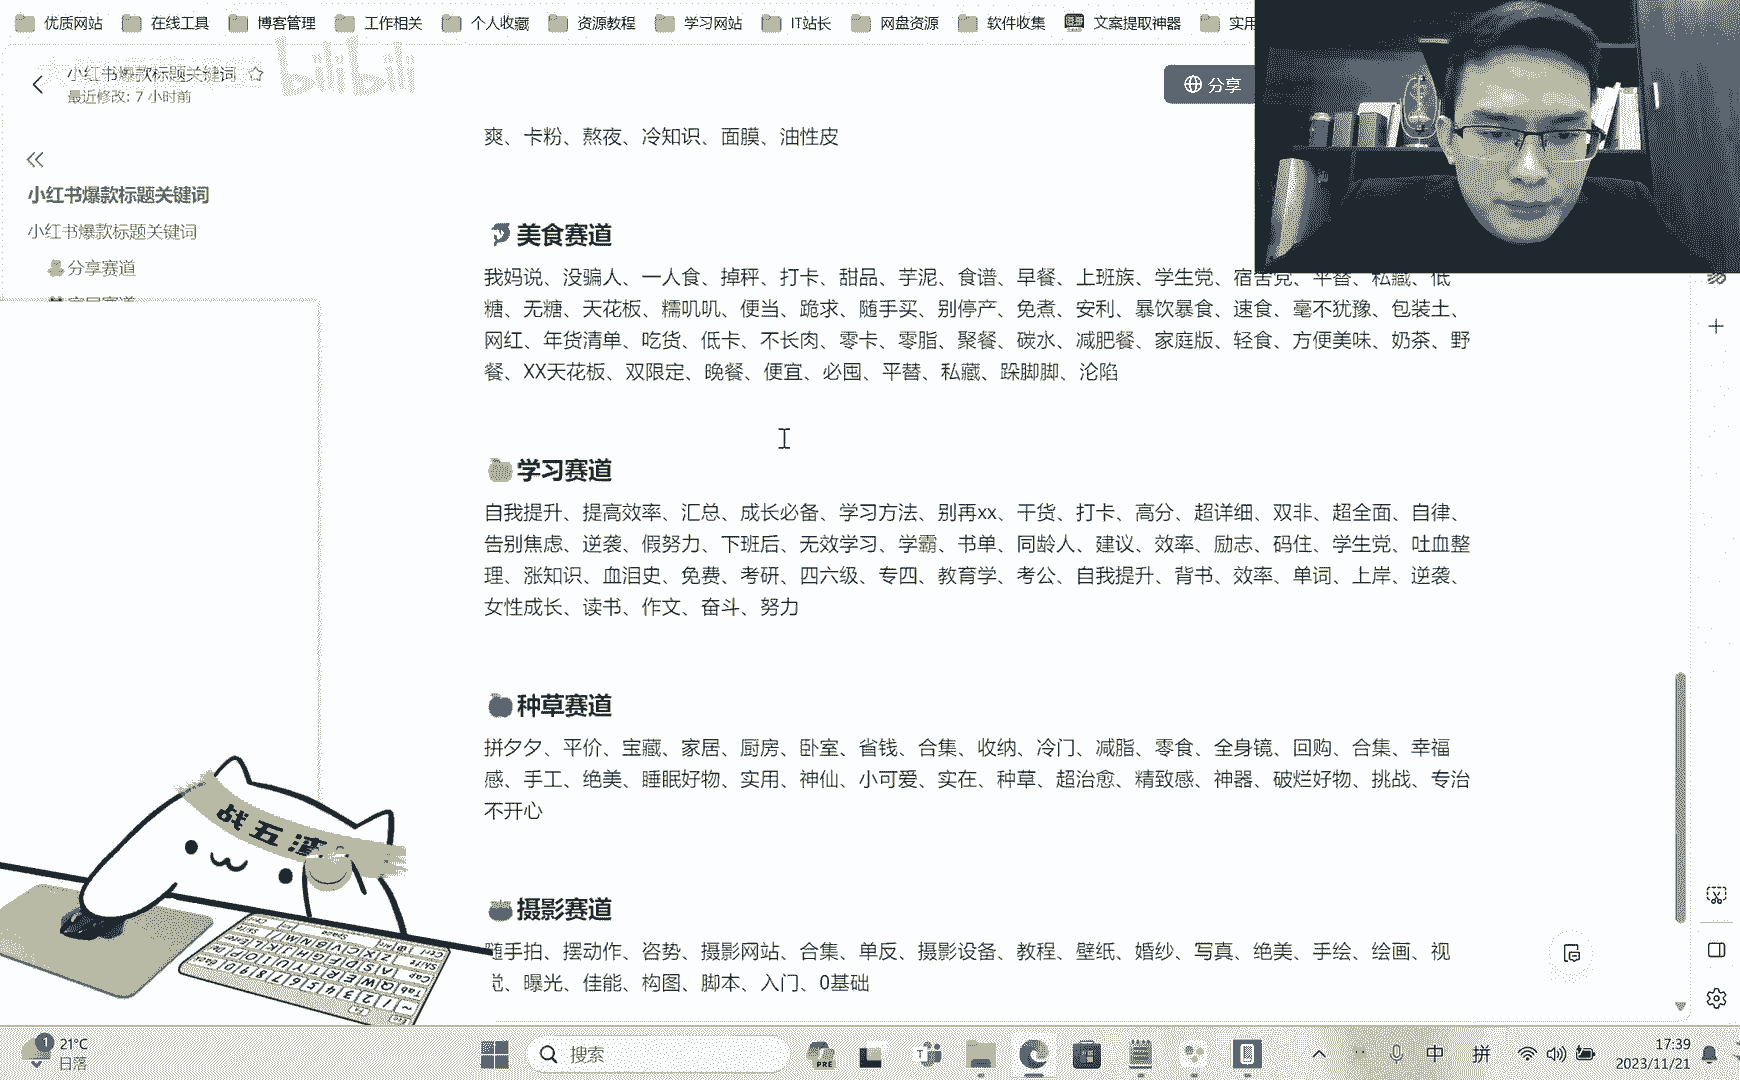 优质网站 在线工具 博客管理 工作相关 个人收藏 资源教程 学习网站 IT站长 网盘资源 软件收集 文案提取神器 实用
bilibili
小红书爆款标题关键词
最近修改: 7 小时前
分享
小红书爆款标题关键词
小红书爆款标题关键词
分享赛道
爽、卡粉、熬夜、冷知识、面膜、油性皮
美食赛道
我妈说、没骗人、一人食、掉秤、打卡、甜品、芋泥、食谱、早餐、上班族、学生党、宿舍党、平替、私藏、低
糖、无糖、天花板、糯叽叽、便当、跪求、随手买、别停产、免煮、安利、暴饮暴食、速食、毫不犹豫、包装土、
网红、年货清单、吃货、低卡、不长肉、零卡、零脂、聚餐、碳水、减肥餐、家庭版、轻食、方便美味、奶茶、野
餐、XX天花板、双限定、晚餐、便宜、必囤、平替、私藏、跺脚脚、沦陷
学习赛道
自我提升、提高效率、汇总、成长必备、学习方法、别再xx、干货、打卡、高分、超详细、双非、超全面、自律、
告别焦虑、逆袭、假努力、下班后、无效学习、学霸、书单、同龄人、建议、效率、励志、码住、学生党、吐血整
理、涨知识、血泪史、免费、考研、四六级、专四、教育学、考公、自我提升、背书、效率、单词、上岸、逆袭、
女性成长、读书、作文、奋斗、努力
种草赛道
拼夕夕、平价、宝藏、家居、厨房、卧室、省钱、合集、收纳、冷门、减脂、零食、全身镜、回购、合集、幸福
感、手工、绝美、睡眠好物、实用、神仙、小可爱、实在、种草、超治愈、精致感、神器、破烂好物、挑战、专治
不开心
摄影赛道
随手拍、摆动作、姿势、摄影网站、合集、单反、摄影设备、教程、壁纸、婚纱、写真、绝美、手绘、绘画、视
觉、曝光、佳能、构图、脚本、入门、0基础
战五渣
1
21°C
日落
搜索
PRE
中
拼
17:39
2023/11/21